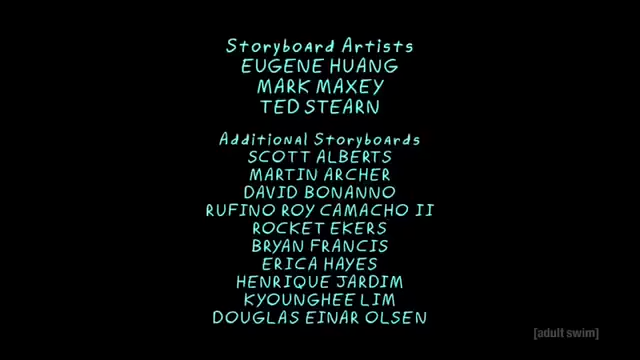 Storyboard Artists
EUGENE HUANG
MARK MAXEY
TED STEARN
Additional Storyboards
SCOTT ALBERTS
MARTIN ARCHER
DAVID BONANNO
RUFINO ROY CAMACHO II
ROCKET EKERS
BRYAN FRANCIS
ERICA HAYES
HENRIQUE JARDIM
KYOUNGHEE LIM
DOUGLAS EINAR OLSEN
[adult swim]